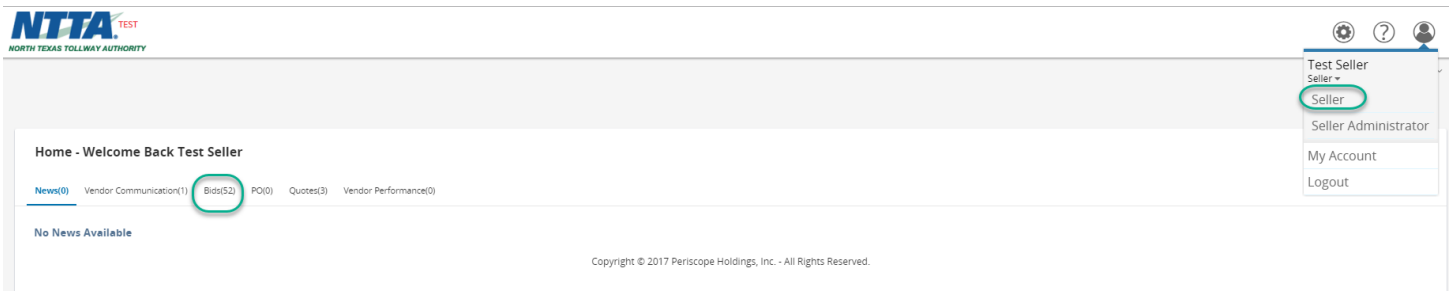 NTTA. TEST
NORTH TEXAS TOLLWAY AUTHORITY
?
Test Seller
Seller
Seller
Seller Administrator
My Account
Logout
Home - Welcome Back Test Seller
News(0) Vendor Communication(1) Bids(52) PO(0) Quotes(3) Vendor Performance(0)
No News Available
Copyright © 2017 Periscope Holdings, Inc. - All Rights Reserved.